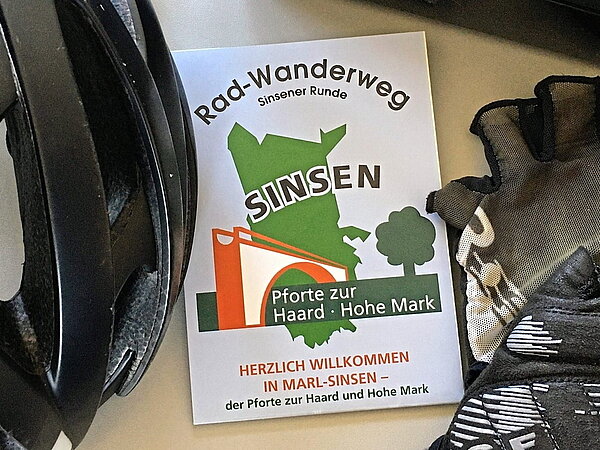 Rad-Wanderweg
Sinsener Runde
SINSEN
Pforte zur
Haard · Hohe Mark
HERZLICH WILLKOMMEN
IN MARL-SINSEN –
der Pforte zur Haard und Hohe Mark